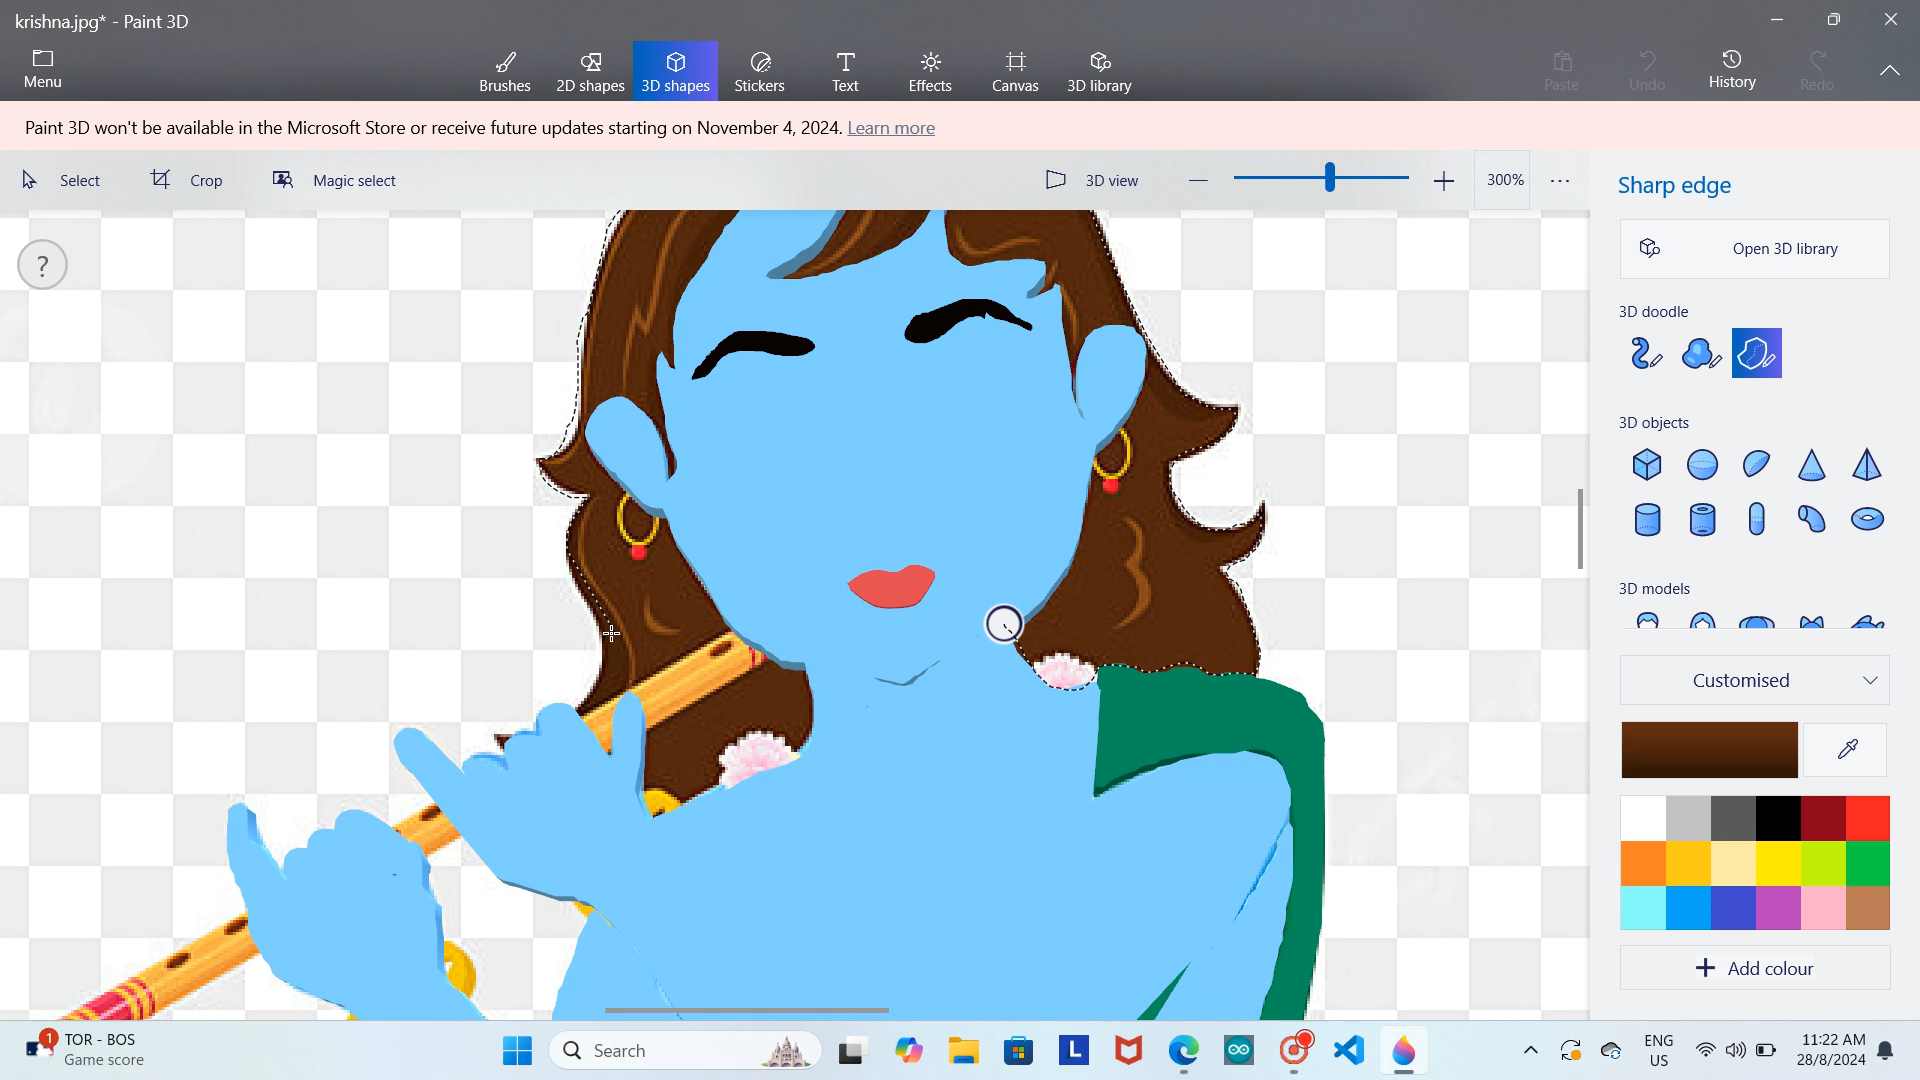 krishna.jpg* - Paint 3D
Menu
Brushes
2D shapes
3D shapes
Stickers
Text
Effects
Canvas
3D library
Paste
Undo
History
Redo
Paint 3D won't be available in the Microsoft Store or receive future updates starting on November 4, 2024. Learn more
Select
Crop
Magic select
3D view
300%
?
Sharp edge
Open 3D library
3D doodle
3D objects
3D models
Customised
Add colour
1
TOR - BOS
Game score
Search
L
ENG
US
11:22 AM
28/8/2024